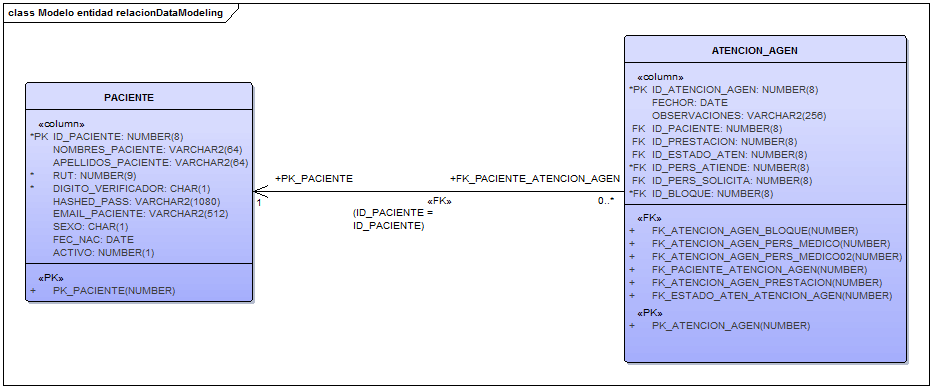 class Modelo entidad relacionDataModeling
PACIENTE
«column»
*PK ID_PACIENTE: NUMBER(8)
NOMBRES_PACIENTE: VARCHAR2(64)
APELLIDOS_PACIENTE: VARCHAR2(64)
* RUT: NUMBER(9)
* DIGITO_VERIFICADOR: CHAR(1)
HASHED_PASS: VARCHAR2(1080)
EMAIL_PACIENTE: VARCHAR2(512)
SEXO: CHAR(1)
FEC_NAC: DATE
ACTIVO: NUMBER(1)
«PK»
+ PK_PACIENTE(NUMBER)
+PK_PACIENTE
1
«FK»
(ID_PACIENTE =
ID_PACIENTE)
+FK_PACIENTE_ATENCION_AGEN
0..*
ATENCION_AGEN
«column»
*PK ID_ATENCION_AGEN: NUMBER(8)
FECHOR: DATE
OBSERVACIONES: VARCHAR2(256)
FK ID_PACIENTE: NUMBER(8)
FK ID_PRESTACION: NUMBER(8)
FK ID_ESTADO_ATEN: NUMBER(8)
*FK ID_PERS_ATIENDE: NUMBER(8)
FK ID_PERS_SOLICITA: NUMBER(8)
*FK ID_BLOQUE: NUMBER(8)
«FK»
+ FK_ATENCION_AGEN_BLOQUE(NUMBER)
+ FK_ATENCION_AGEN_PERS_MEDICO(NUMBER)
+ FK_ATENCION_AGEN_PERS_MEDICO02(NUMBER)
+ FK_PACIENTE_ATENCION_AGEN(NUMBER)
+ FK_ATENCION_AGEN_PRESTACION(NUMBER)
+ FK_ESTADO_ATEN_ATENCION_AGEN(NUMBER)
«PK»
+ PK_ATENCION_AGEN(NUMBER)